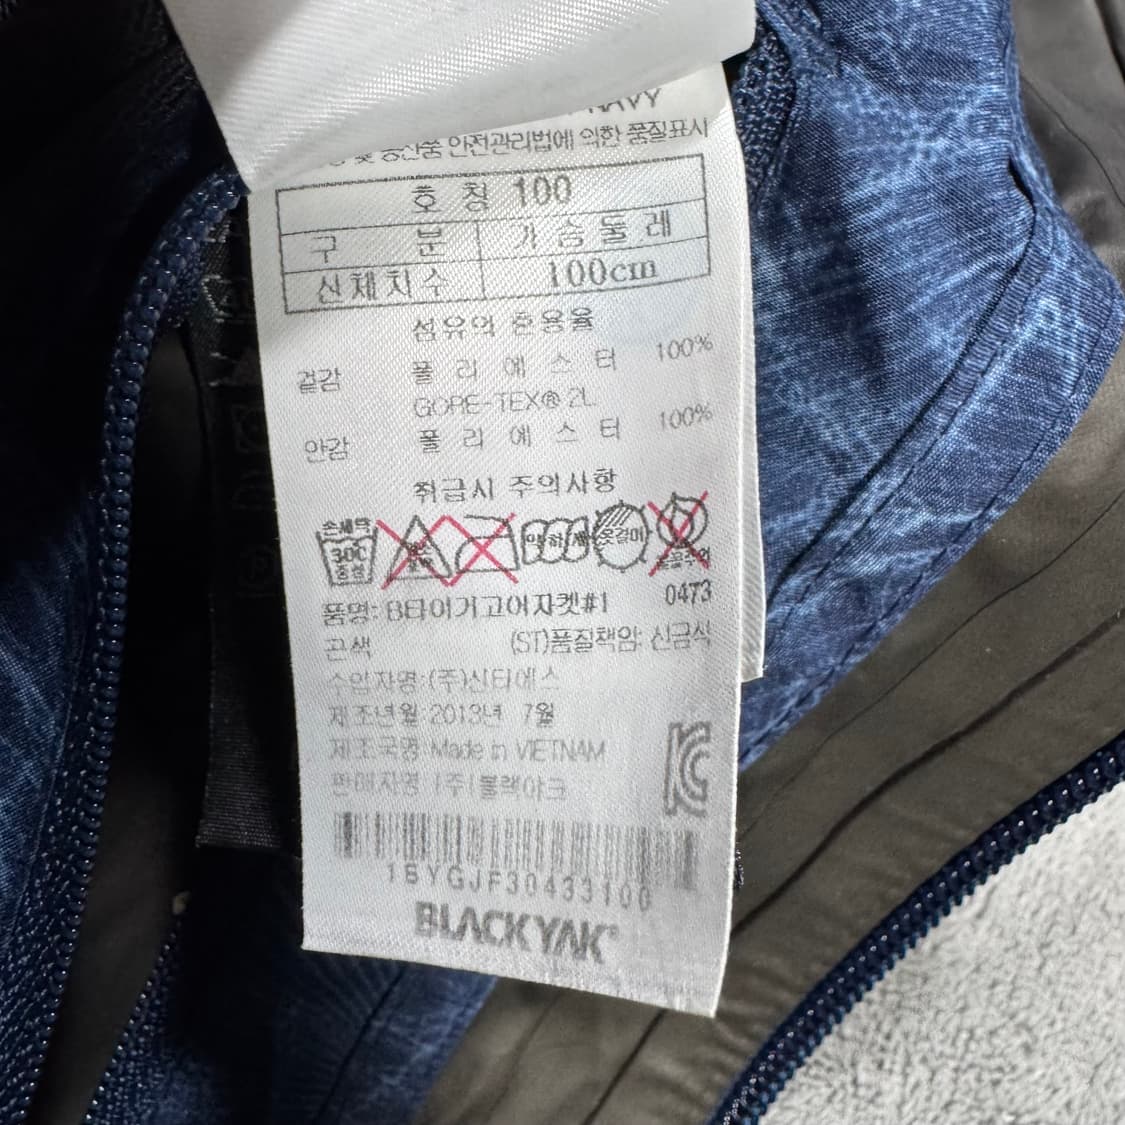 NAVY
안전관리법에 의한 품질표시
호 칭 100
구 분 가 슴 둘 레
신체치수 100cm
섬유의 혼용율
겉감 폴 리 에 스 터 100%
GORE-TEX® 2L
안감 폴 리 에 스 터 100%
취급시 주의사항
손세탁 30℃ 중성 약하게 옷걸이
품명: B타이거고어자켓#1 0473
곤색 (ST)품질책임: 신금식
수입자명:(주)신티에스
제조년월:2013년 7월
제조국명:Made in VIETNAM
판매자명 (주)블랙야크
1BYGJF30433100
BLACKYAK®